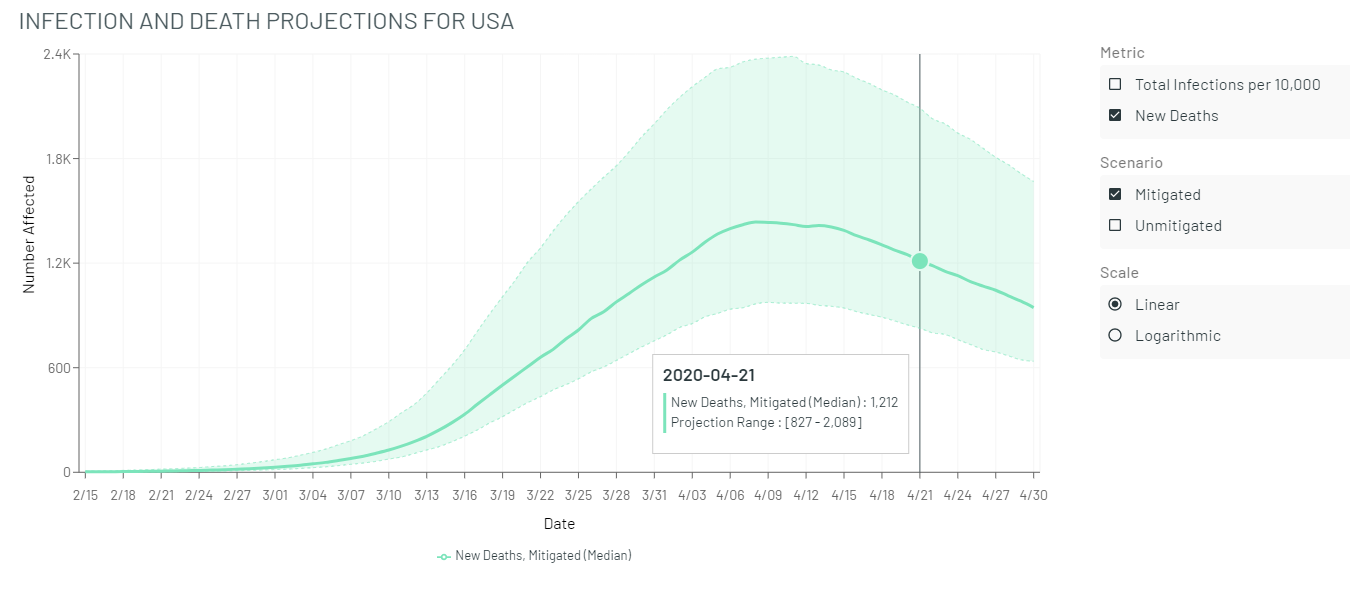 INFECTION AND DEATH PROJECTIONS FOR USA
2.4K
1.8K
1.2K
600
0
Number Affected
2020-04-21
New Deaths, Mitigated (Median) : 1,212
Projection Range : [827 - 2,089]
2/15 2/18 2/21 2/24 2/27 3/01 3/04 3/07 3/10 3/13 3/16 3/19 3/22 3/25 3/28 3/31 4/03 4/06 4/09 4/12 4/15 4/18 4/21 4/24 4/27 4/30
Date
New Deaths, Mitigated (Median)
Metric
Total Infections per 10,000
New Deaths
Scenario
Mitigated
Unmitigated
Scale
Linear
Logarithmic